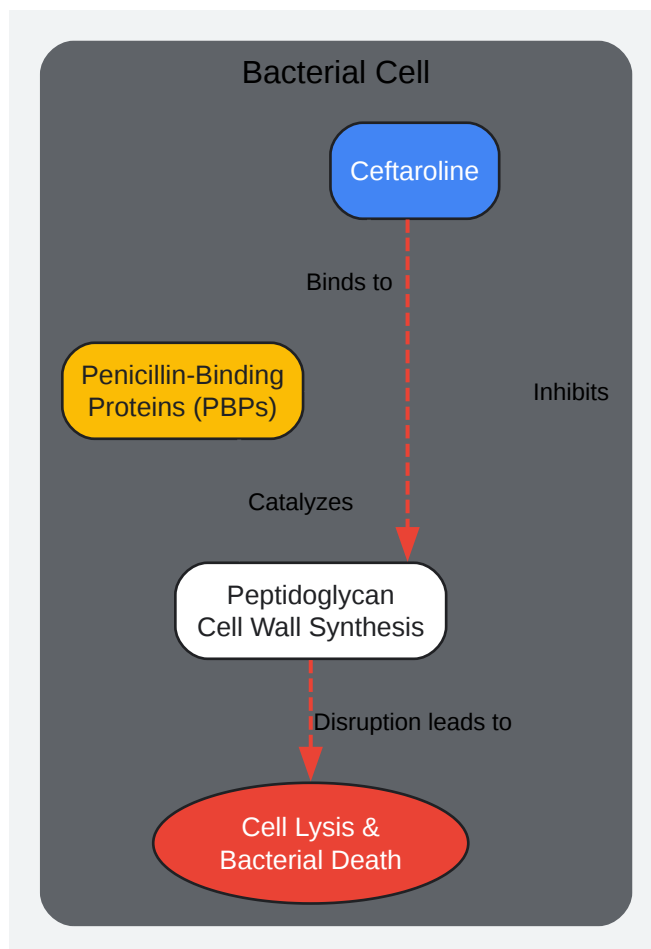 Bacterial Cell
Ceftaroline
Binds to
Penicillin-Binding
Proteins (PBPs)
Inhibits
Catalyzes
Peptidoglycan
Cell Wall Synthesis
Disruption leads to
Cell Lysis &
Bacterial Death